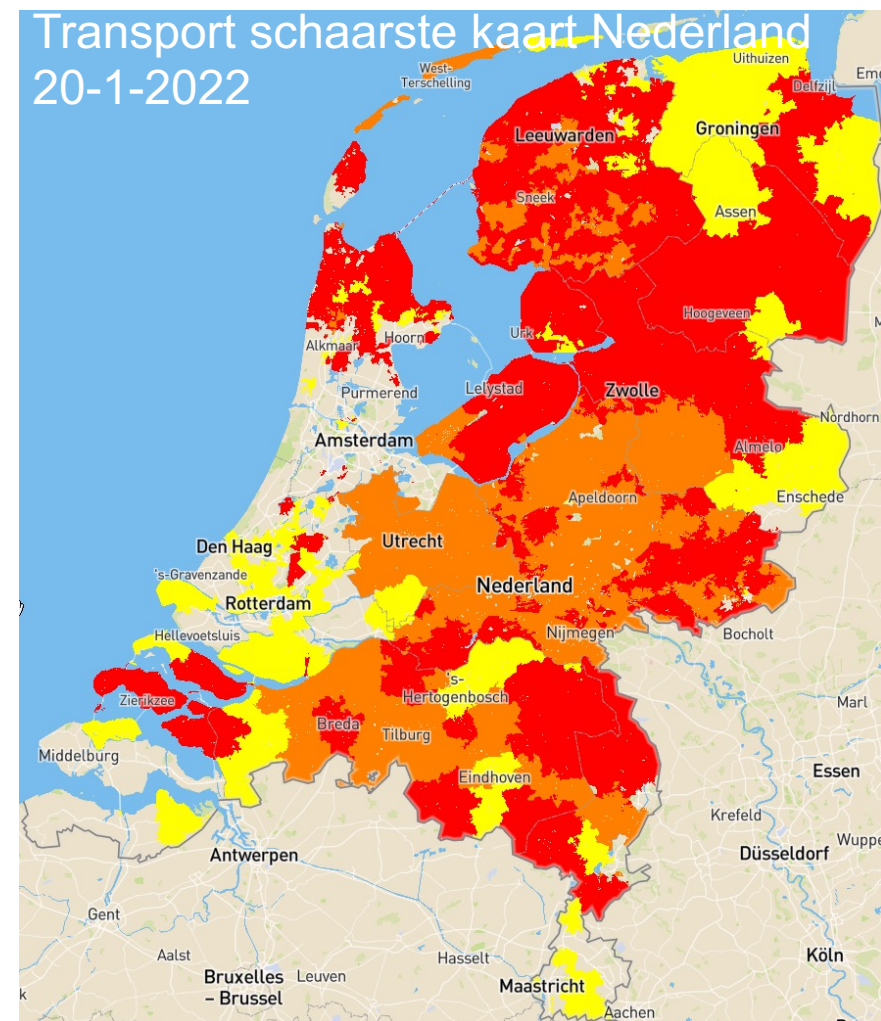 Transport schaarste kaart Nederland
20-1-2022
West-
Terschelling
Uithuizen
Delfzijl
Eme
Leeuwarden
Groningen
Sneek
Assen
Hoogeveen
Urk
Alkmaar
Hoorn
Lelystad
Zwolle
Purmerend
Nordhorn
Amsterdam
Almelo
Apeldoorn
Enschede
Den Haag
Utrecht
's-Gravenzande
Nederland
Rotterdam
Hellevoetsluis
Nijmegen
Bocholt
's-
Hertogenbosch
Zierikzee
Marl
Breda
Tilburg
Middelburg
Eindhoven
Essen
Krefeld
Wuppe
Antwerpen
Düsseldorf
Gent
Aalst
Hasselt
Köln
Bruxelles
– Brussel
Leuven
Maastricht
Aachen